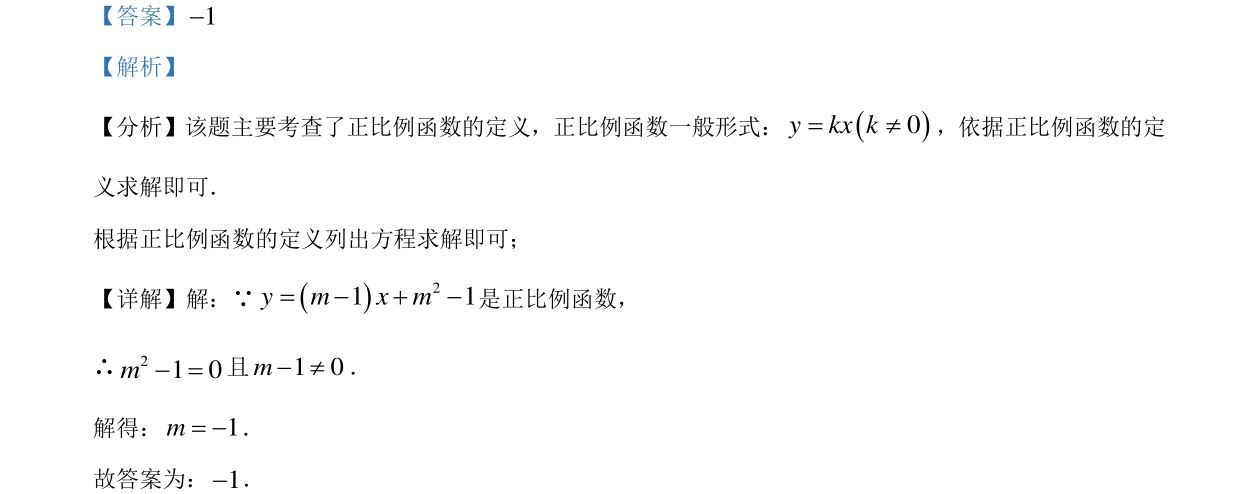 【答案】−1
【解析】
【分析】该题主要考查了正比例函数的定义，正比例函数一般形式：y=kx(k≠0)，依据正比例函数的定
义求解即可．
根据正比例函数的定义列出方程求解即可；
【详解】解：∵y=(m−1)x+m²−1是正比例函数，
∴m²−1=0且m−1≠0．
解得：m=−1．
故答案为：−1．